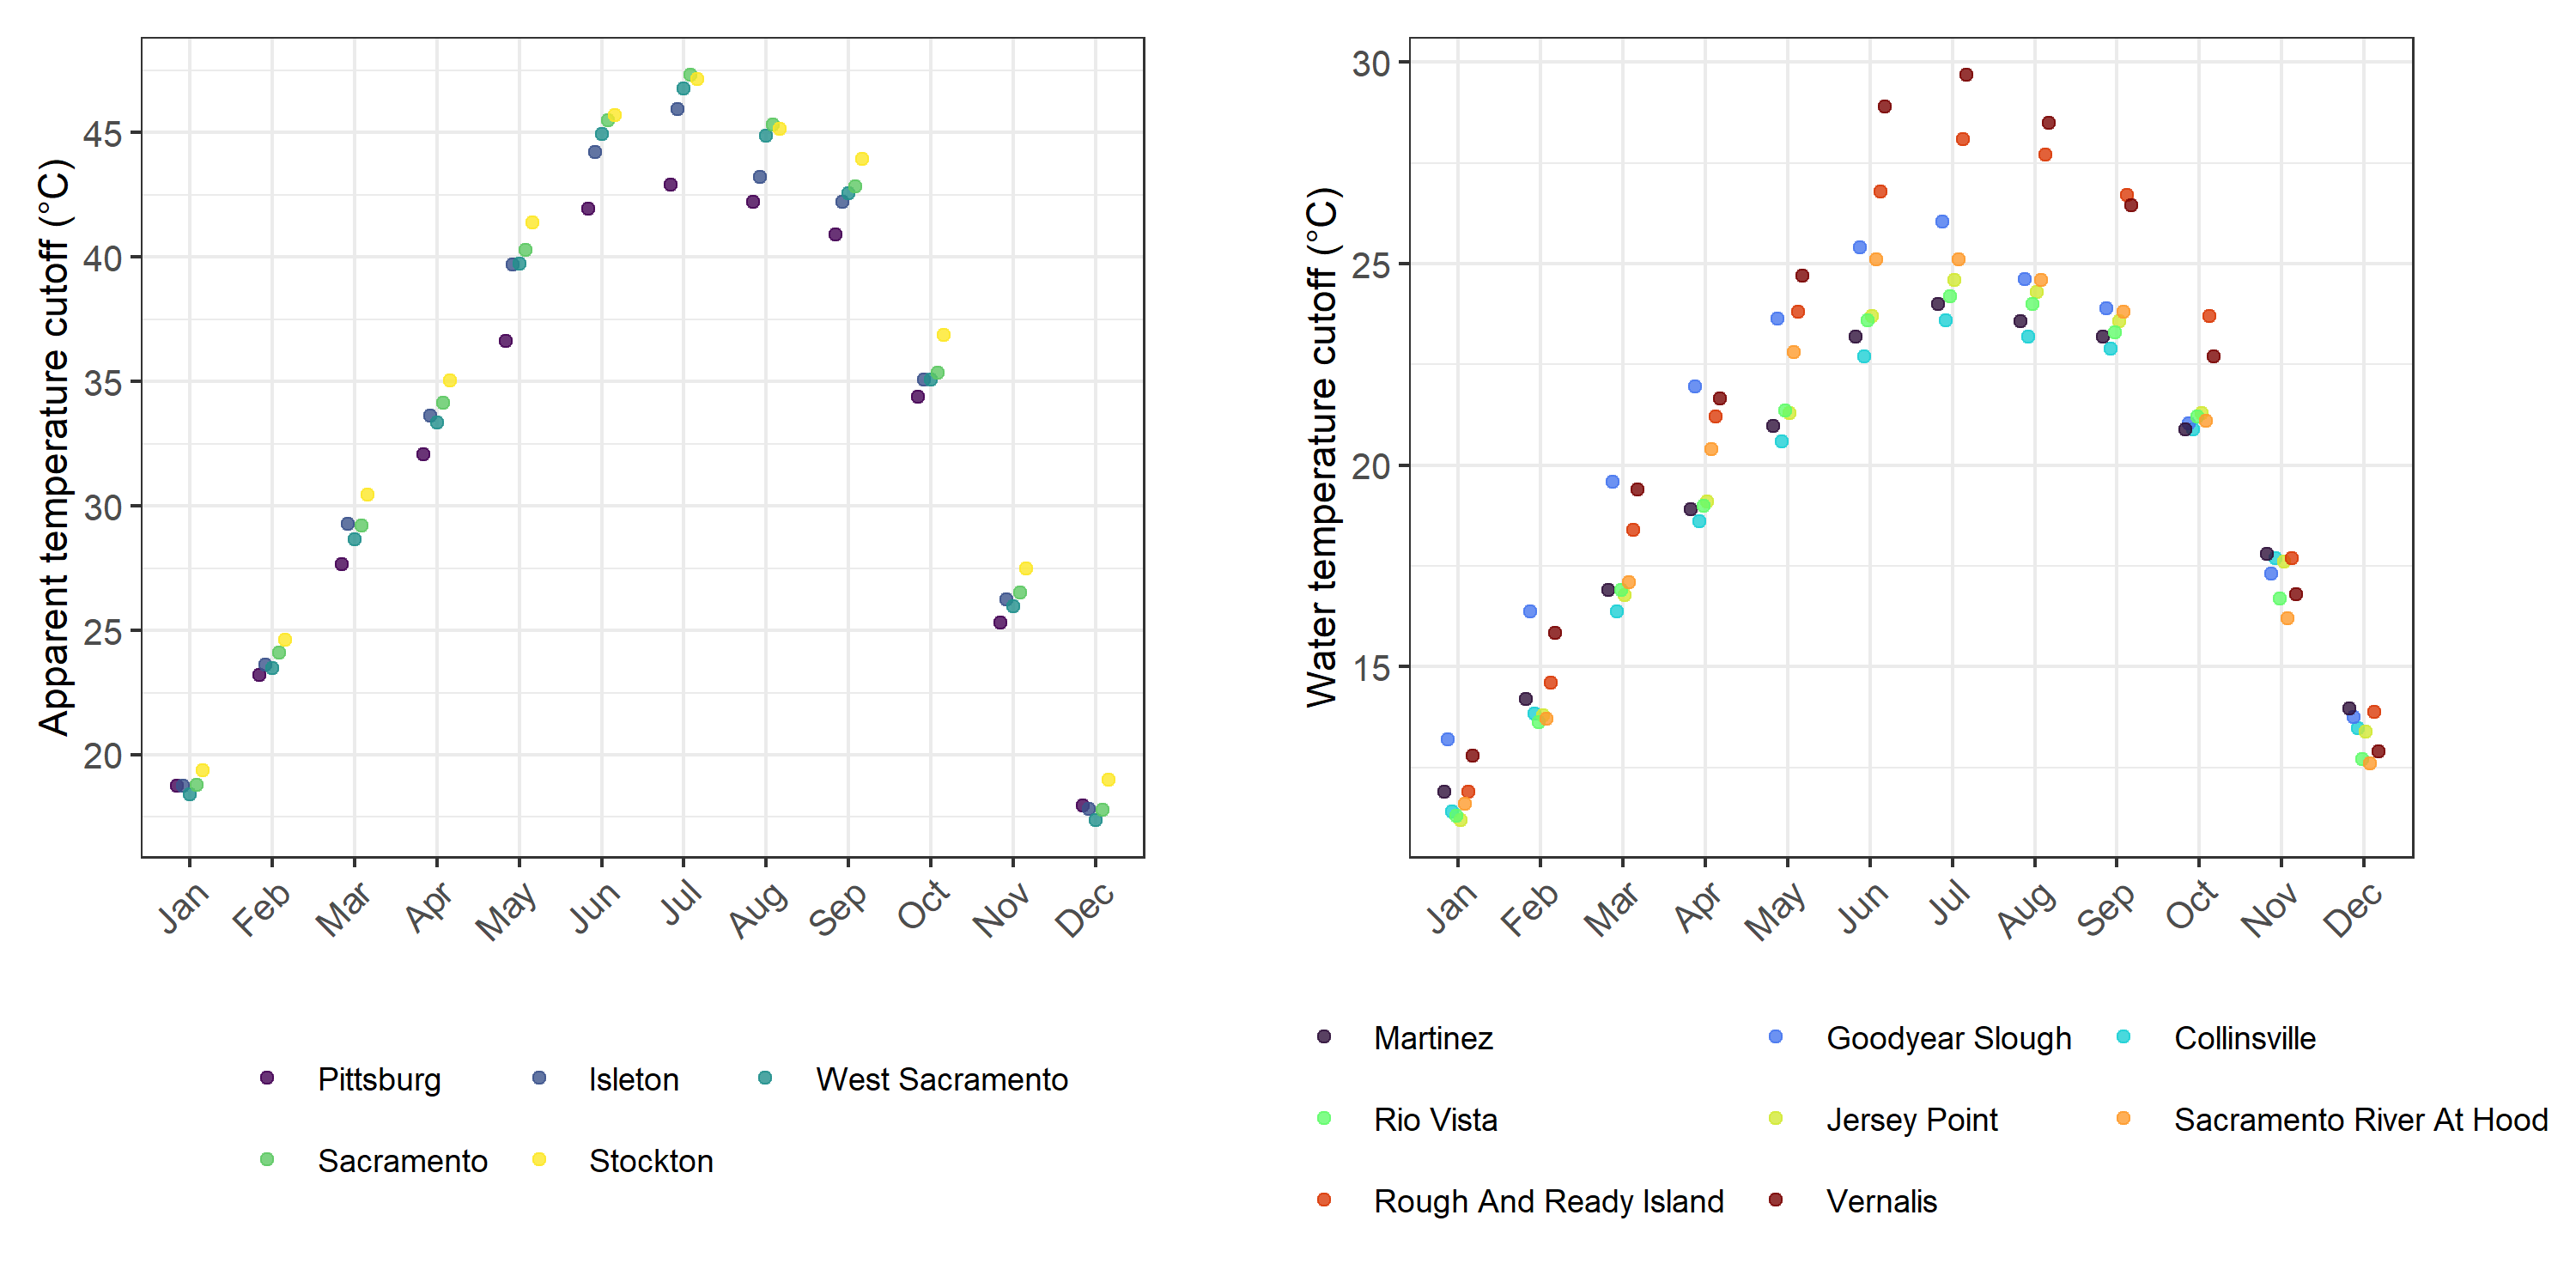 Apparent temperature cutoff (°C)
45
40
35
30
25
20
Jan Feb Mar Apr May Jun Jul Aug Sep Oct Nov Dec
Pittsburg Isleton West Sacramento
Sacramento Stockton
Water temperature cutoff (°C)
30
25
20
15
Jan Feb Mar Apr May Jun Jul Aug Sep Oct Nov Dec
Martinez Goodyear Slough Collinsville
Rio Vista Jersey Point Sacramento River At Hood
Rough And Ready Island Vernalis